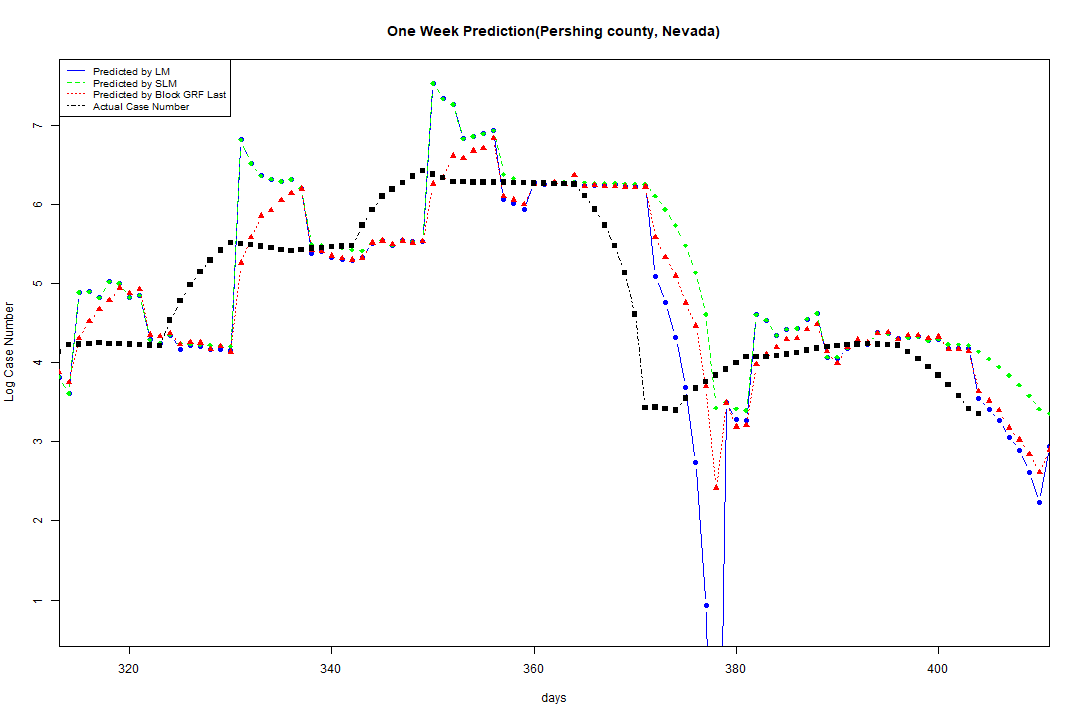 One Week Prediction(Pershing county, Nevada)
Predicted by LM
Predicted by SLM
Predicted by Block GRF Last
Actual Case Number
Log Case Number
7
6
5
4
3
2
1
320 340 360 380 400
days